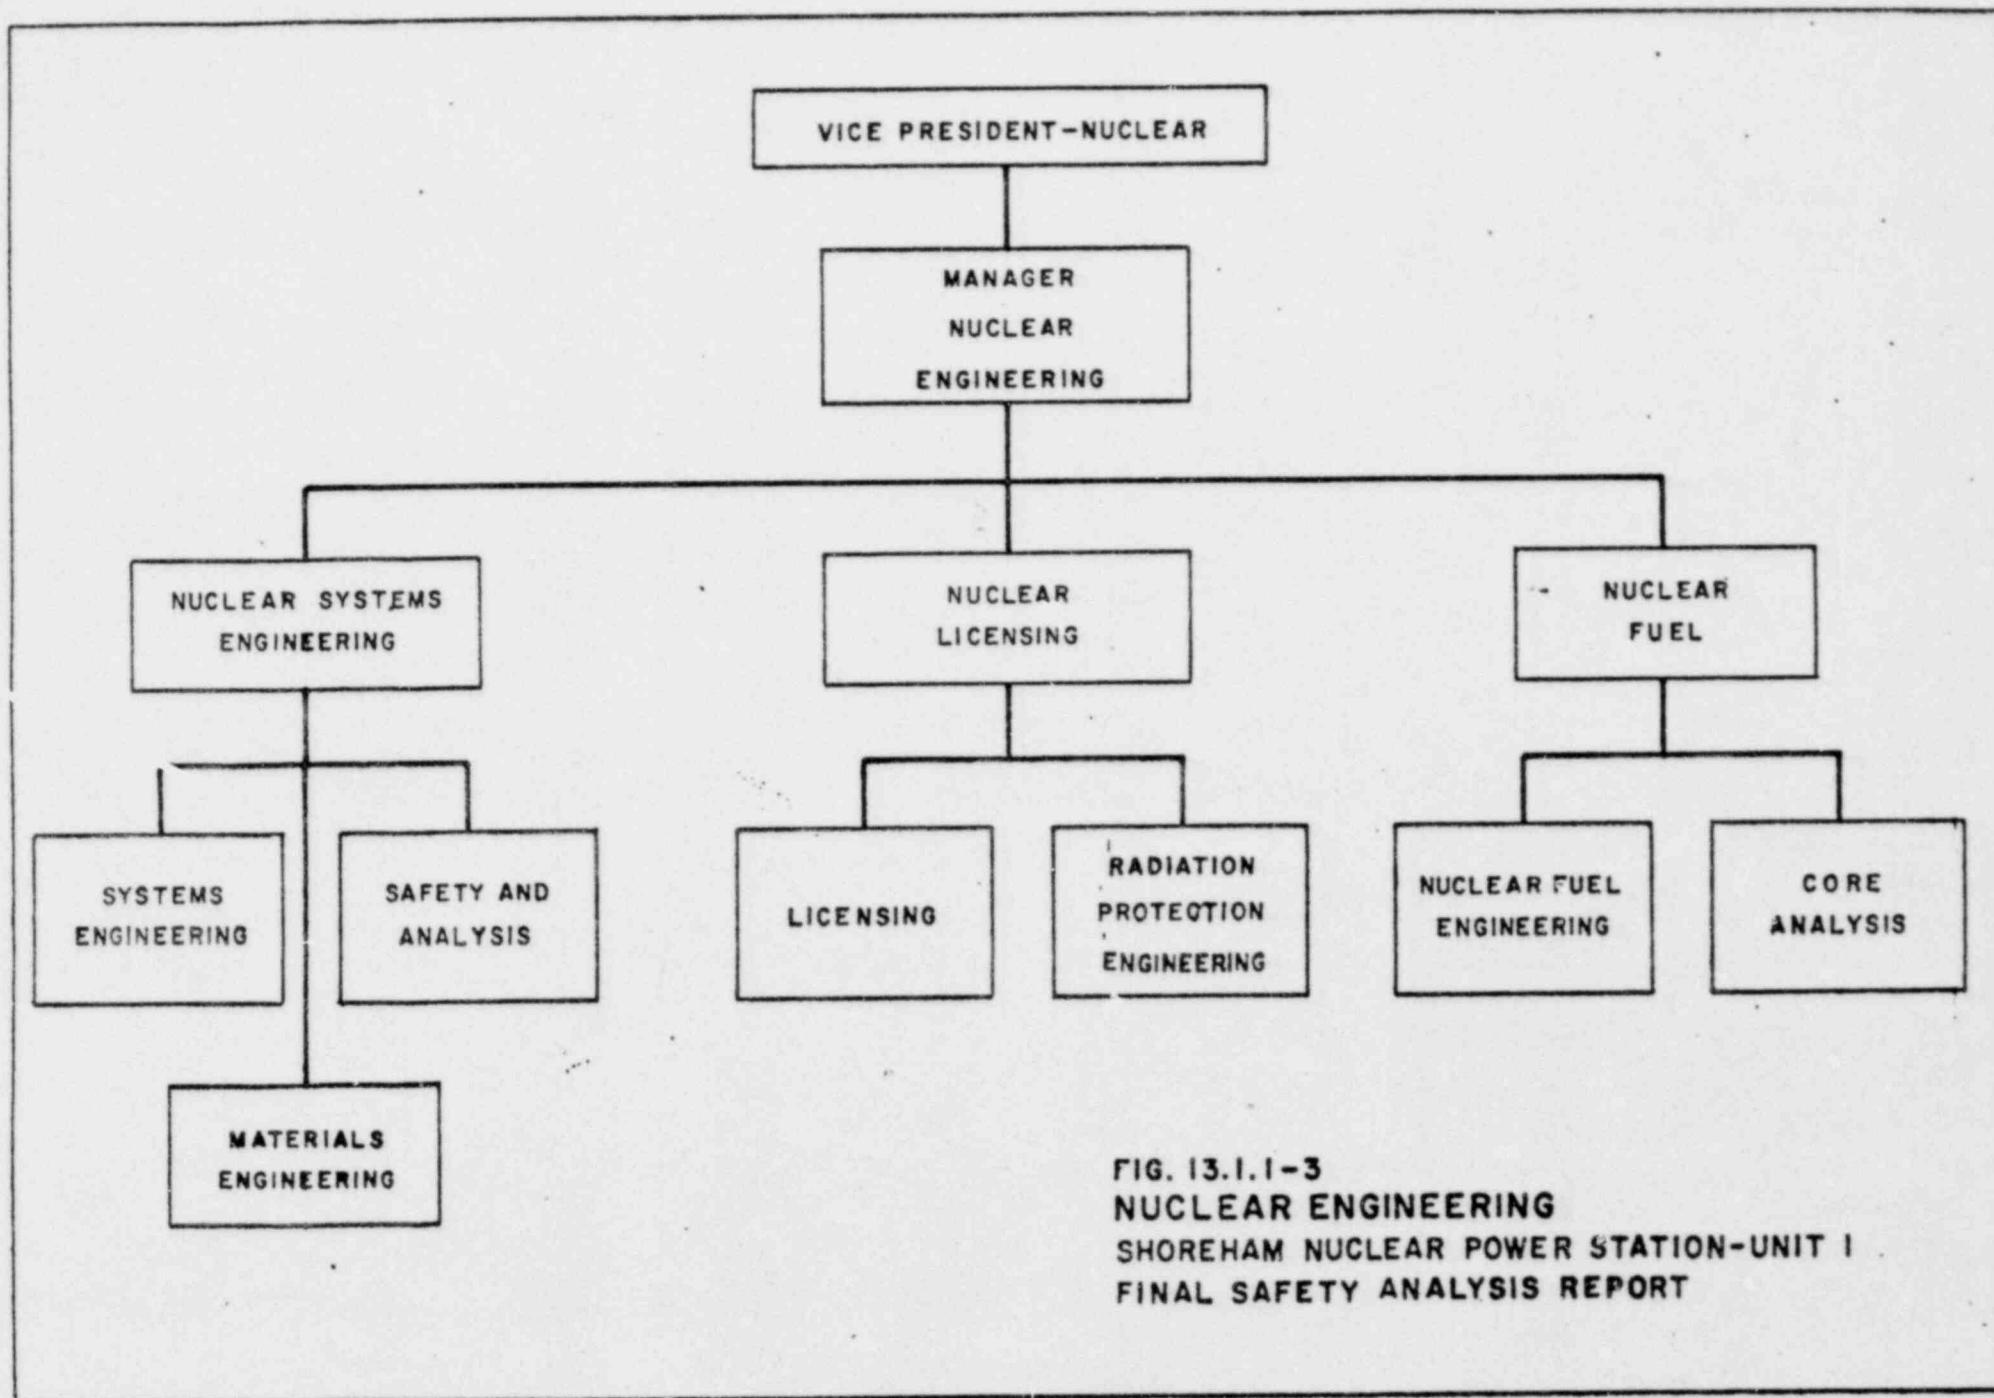 VICE PRESIDENT-NUCLEAR
MANAGER
NUCLEAR
ENGINEERING
NUCLEAR SYSTEMS
ENGINEERING
NUCLEAR
LICENSING
NUCLEAR
FUEL
SYSTEMS
ENGINEERING
SAFETY AND
ANALYSIS
LICENSING
RADIATION
PROTECTION
ENGINEERING
NUCLEAR FUEL
ENGINEERING
CORE
ANALYSIS
MATERIALS
ENGINEERING
FIG. 13.1.1-3
NUCLEAR ENGINEERING
SHOREHAM NUCLEAR POWER STATION-UNIT 1
FINAL SAFETY ANALYSIS REPORT